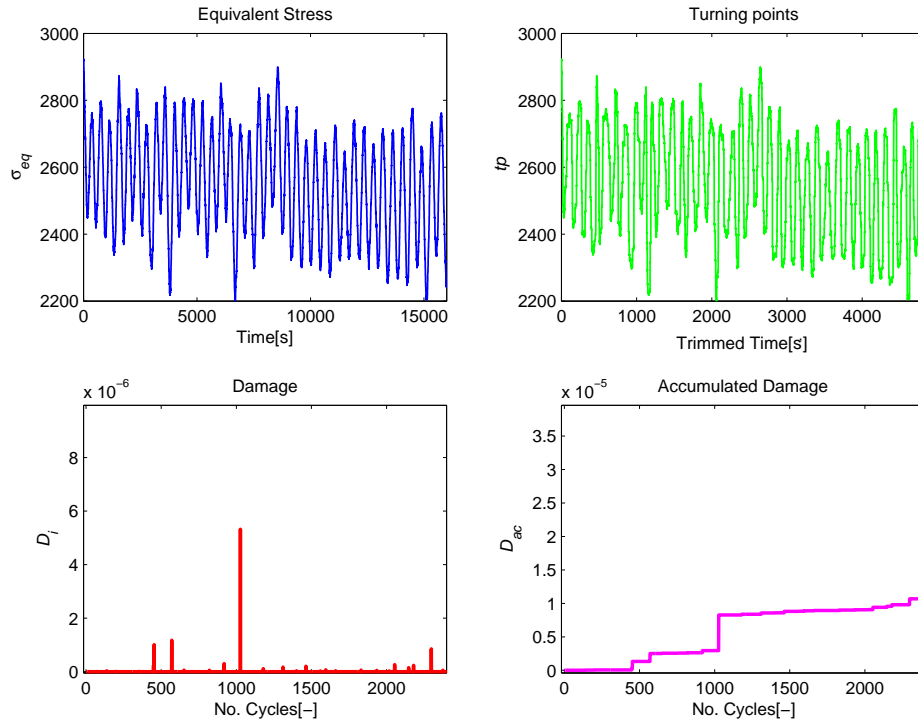 Equivalent Stress
3000
2800
2600
2400
2200
σeq
0 5000 10000 15000
Time[s]
Turning points
3000
2800
2600
2400
2200
tp
0 1000 2000 3000 4000
Trimmed Time[s]
Damage
x 10⁻⁶
8
6
4
2
0
Di
0 500 1000 1500 2000
No. Cycles[−]
Accumulated Damage
x 10⁻⁵
3.5
3
2.5
2
1.5
1
0.5
0
Dac
0 500 1000 1500 2000
No. Cycles[−]